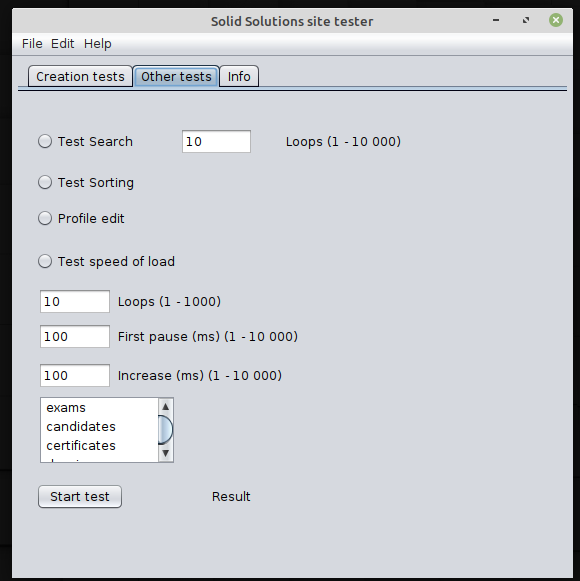 Solid Solutions site tester
File Edit Help
Creation tests Other tests Info
Test Search 10 Loops (1 - 10 000)
Test Sorting
Profile edit
Test speed of load
10 Loops (1 - 1000)
100 First pause (ms) (1 - 10 000)
100 Increase (ms) (1 - 10 000)
exams
candidates
certificates
Start test Result